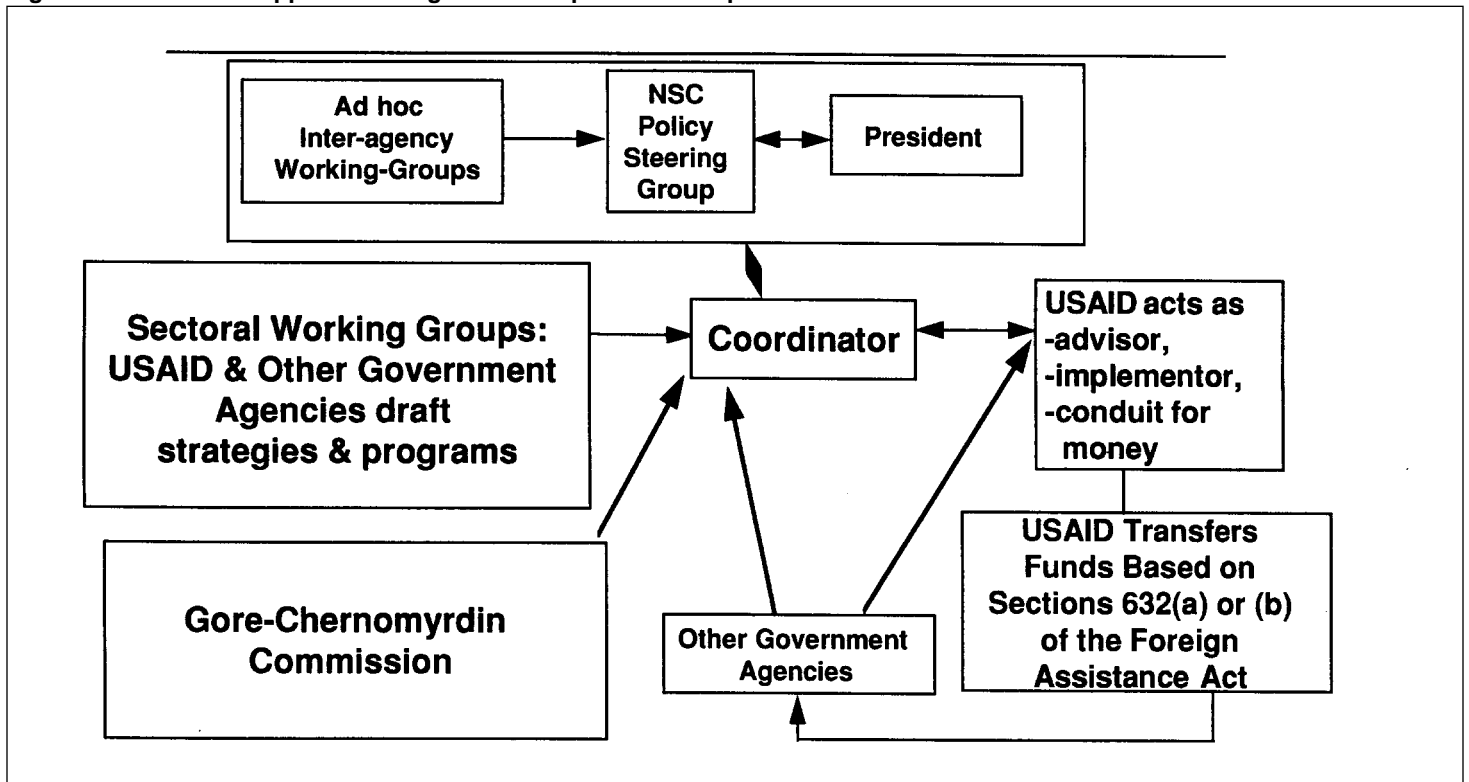 Ad hoc
Inter-agency
Working-Groups
NSC
Policy
Steering
Group
President
Sectoral Working Groups:
USAID & Other Government
Agencies draft
strategies & programs
Coordinator
USAID acts as
-advisor,
-implementor,
-conduit for
money
Gore-Chernomyrdin
Commission
Other Government
Agencies
USAID Transfers
Funds Based on
Sections 632(a) or (b)
of the Foreign
Assistance Act